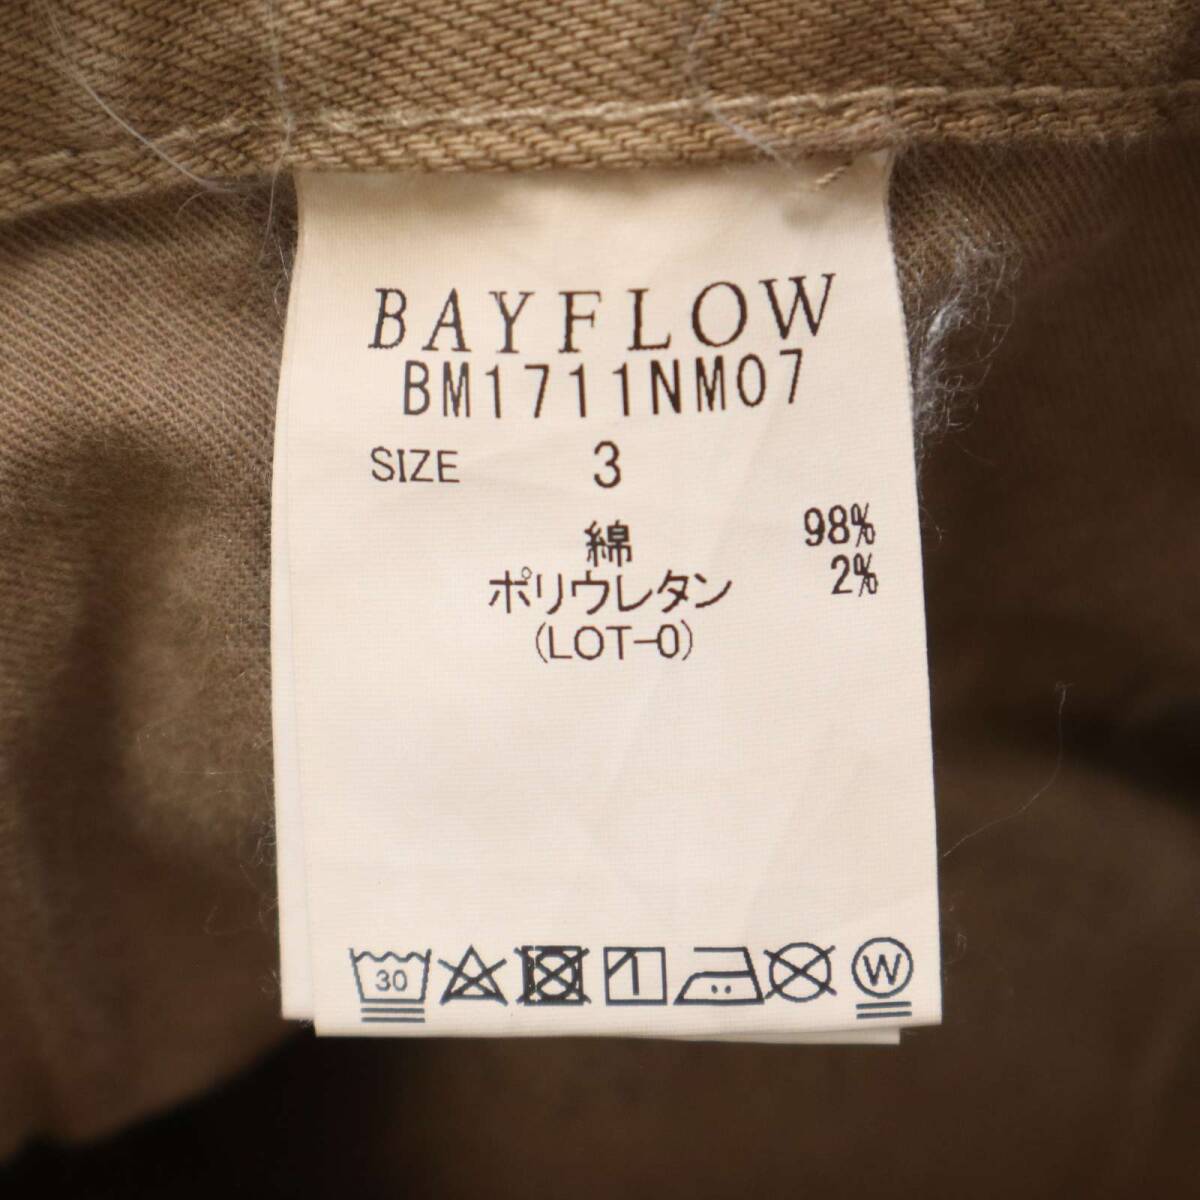 BAYFLOW
BM1711NM07
SIZE 3
綿 98%
ポリウレタン 2%
(LOT-0)
30 W